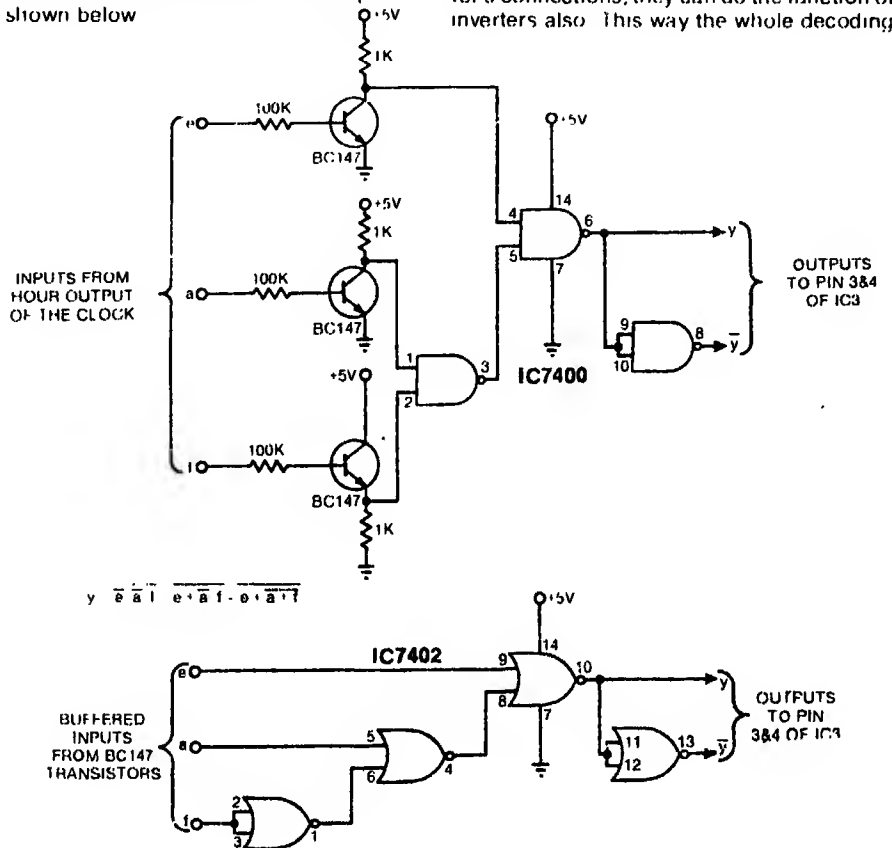 shown below
inverters also This way the whole decoding
+5V
1K
100K
e
BC147
+5V
+5V
1K
14
4
6
y
5
7
INPUTS FROM
HOUR OUTPUT
OF THE CLOCK
100K
a
BC147
OUTPUTS
TO PIN 3&4
OF IC3
9
8
y̅
10
1
3
2
IC7400
+5V
100K
BC147
1K
y
+5V
IC7402
14
e
9
10
y
8
7
BUFFERED
INPUTS
FROM BC147
TRANSISTORS
a
5
4
6
11
13
y̅
12
OUTPUTS
TO PIN
3&4 OF IC3
f
2
1
3